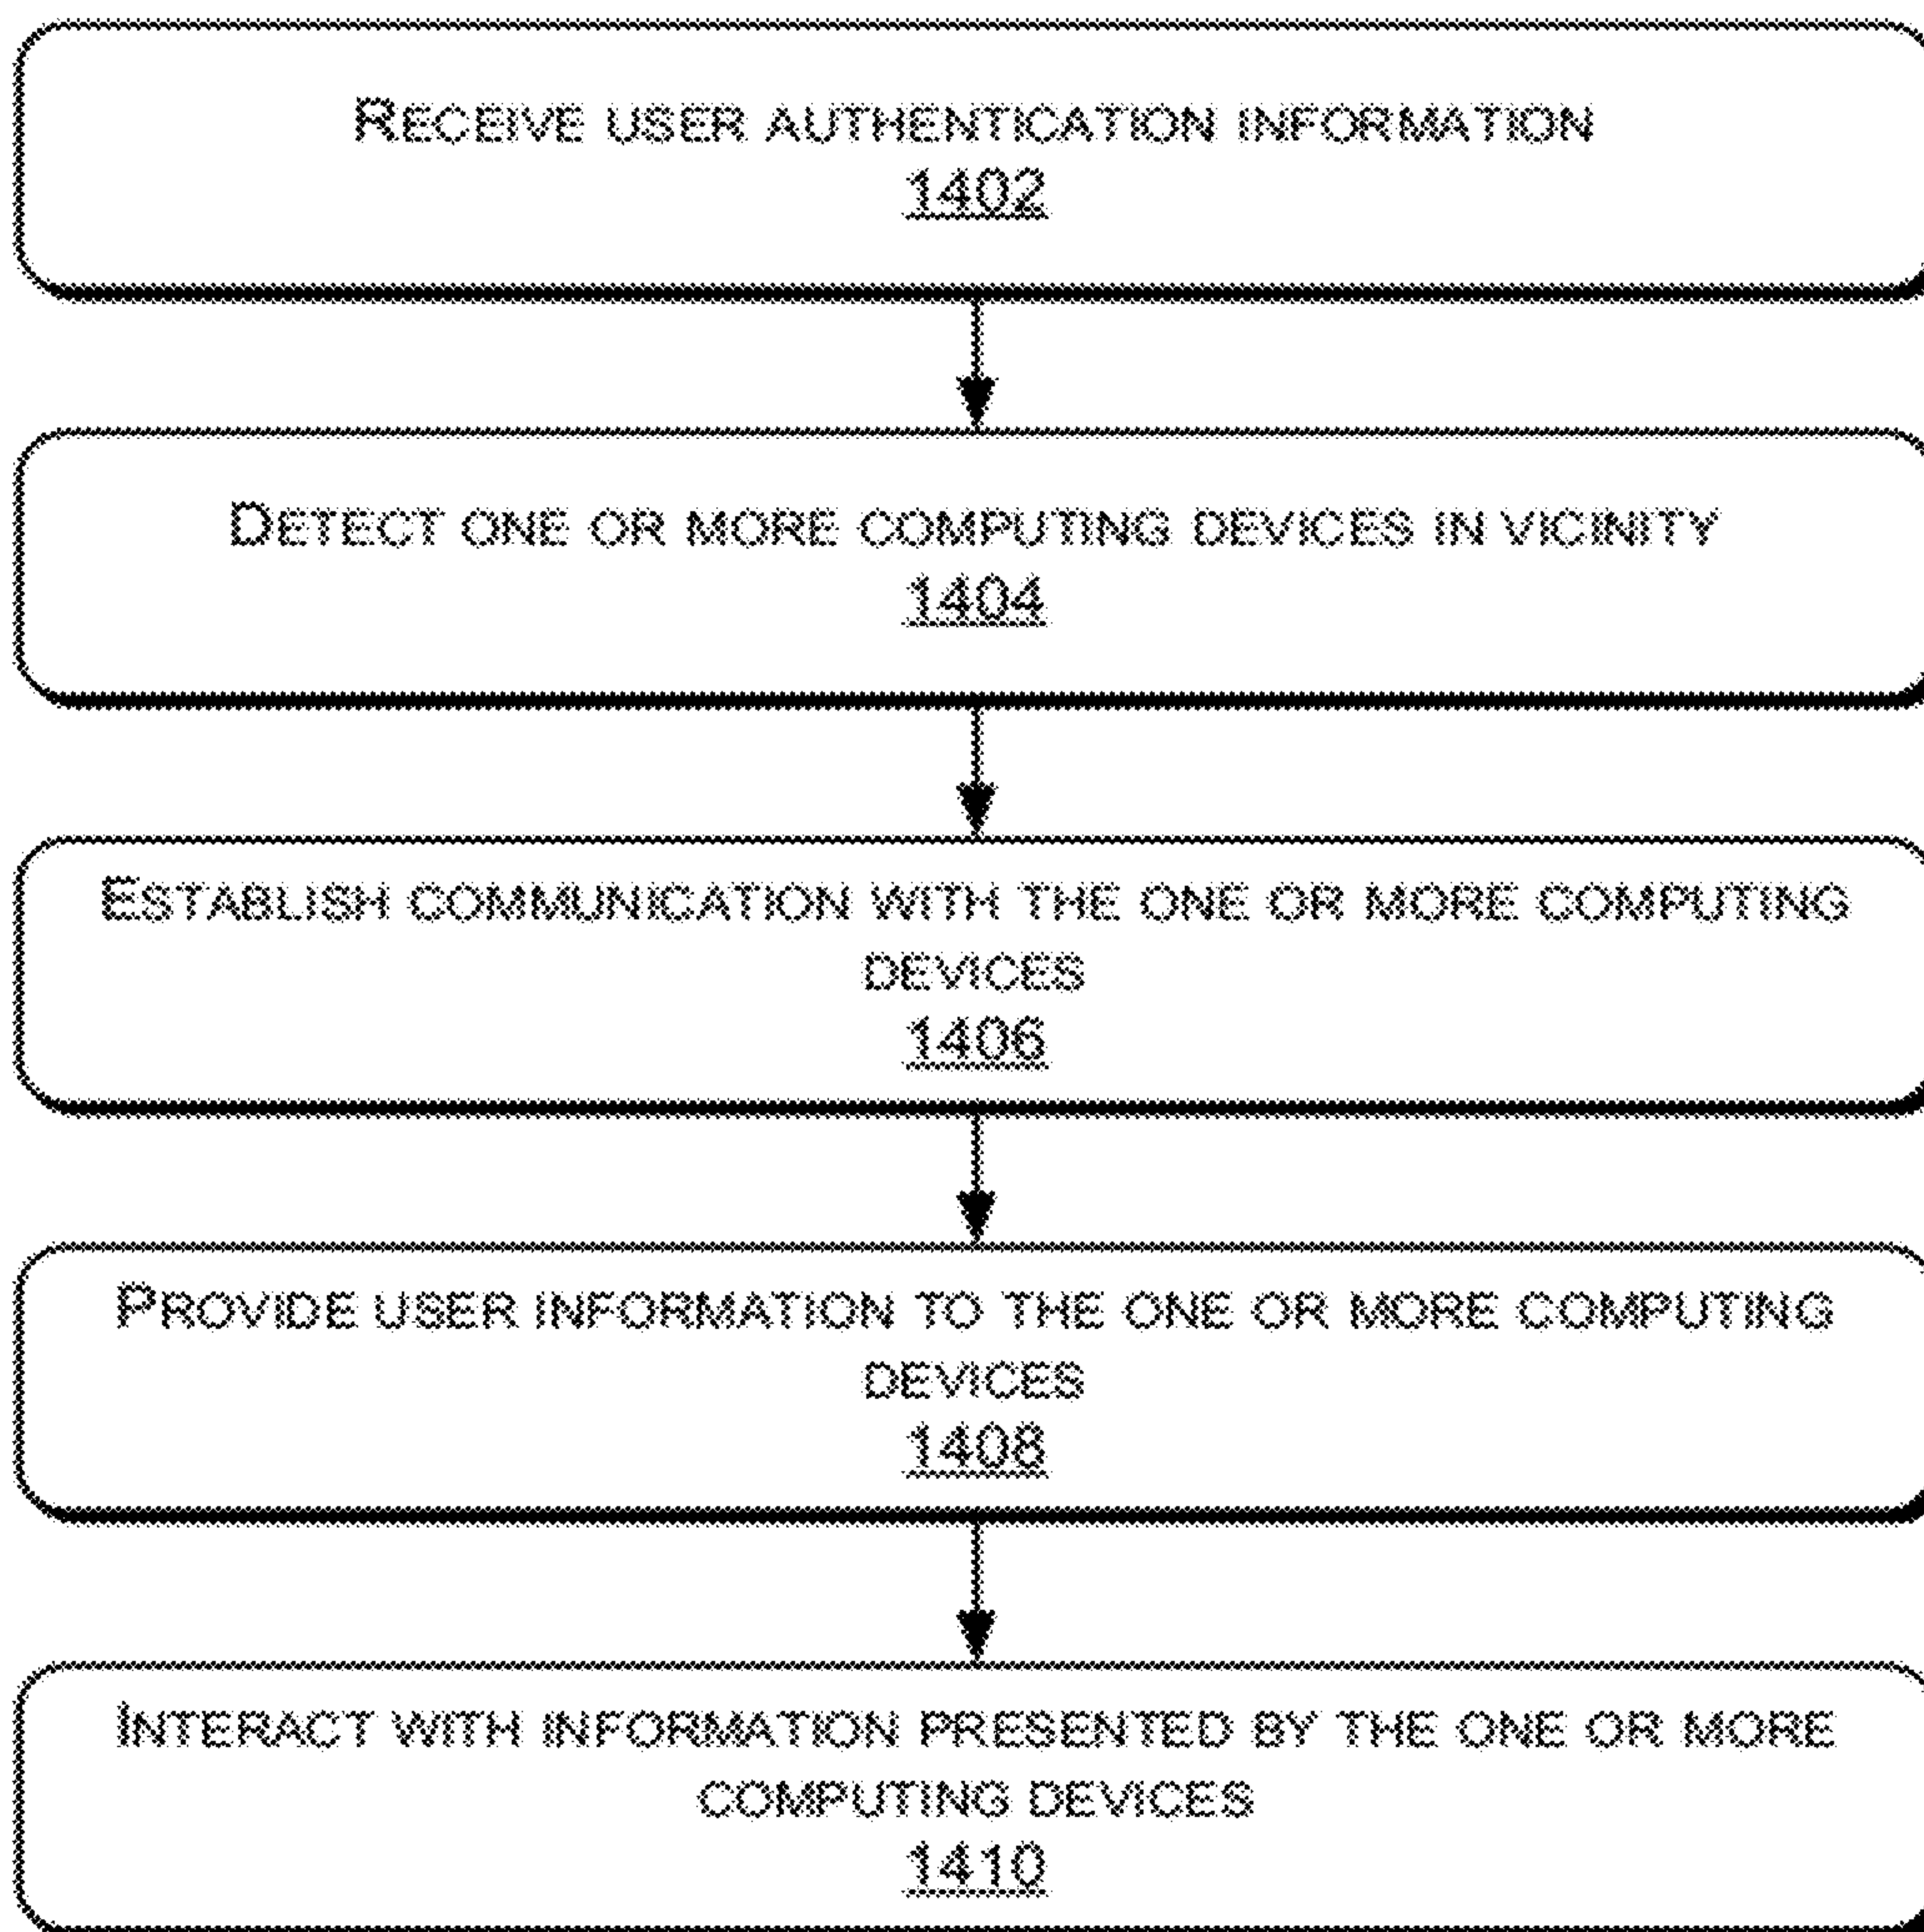 RECEIVE USER AUTHENTICATION INFORMATION
1402
DETECT ONE OR MORE COMPUTING DEVICES IN VICINITY
1404
ESTABLISH COMMUNICATION WITH THE ONE OR MORE COMPUTING
DEVICES
1406
PROVIDE USER INFORMATION TO THE ONE OR MORE COMPUTING
DEVICES
1408
INTERACT WITH INFORMATION PRESENTED BY THE ONE OR MORE
COMPUTING DEVICES
1410